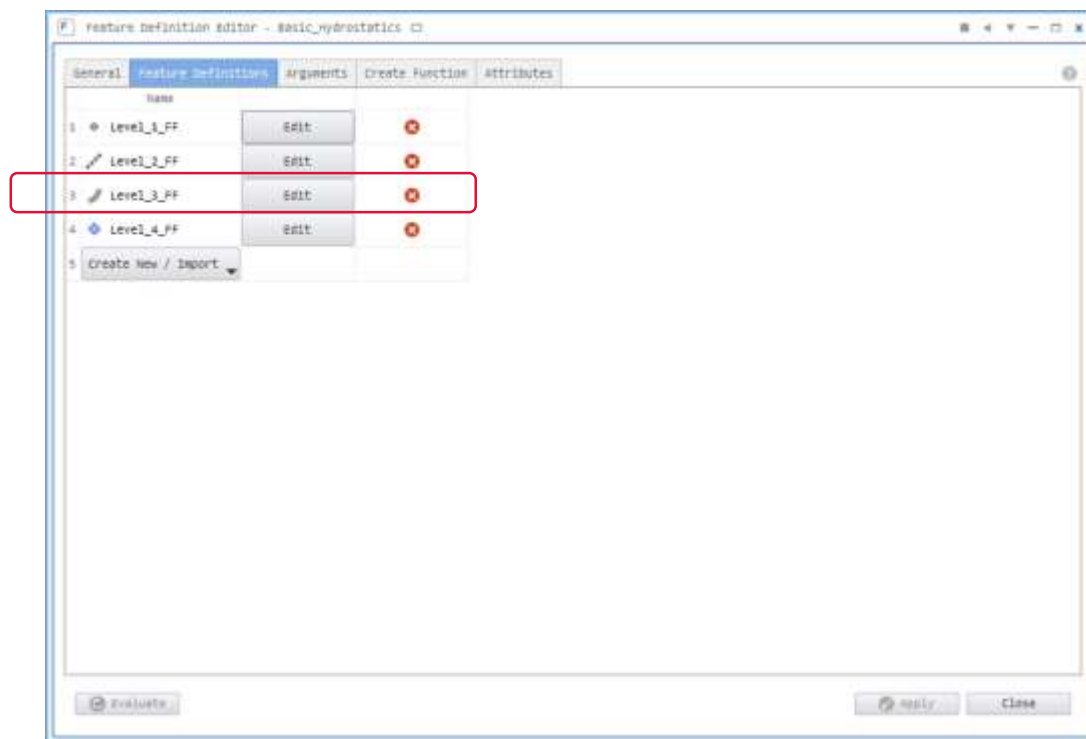 F Feature Definition Editor - Basic_Hydrostatics
General Feature Definitions Arguments Create Function Attributes
Name
1 Level_1_FF Edit
2 Level_2_FF Edit
3 Level_3_FF Edit
4 Level_4_FF Edit
5 Create New / Import
Evaluate Apply Close